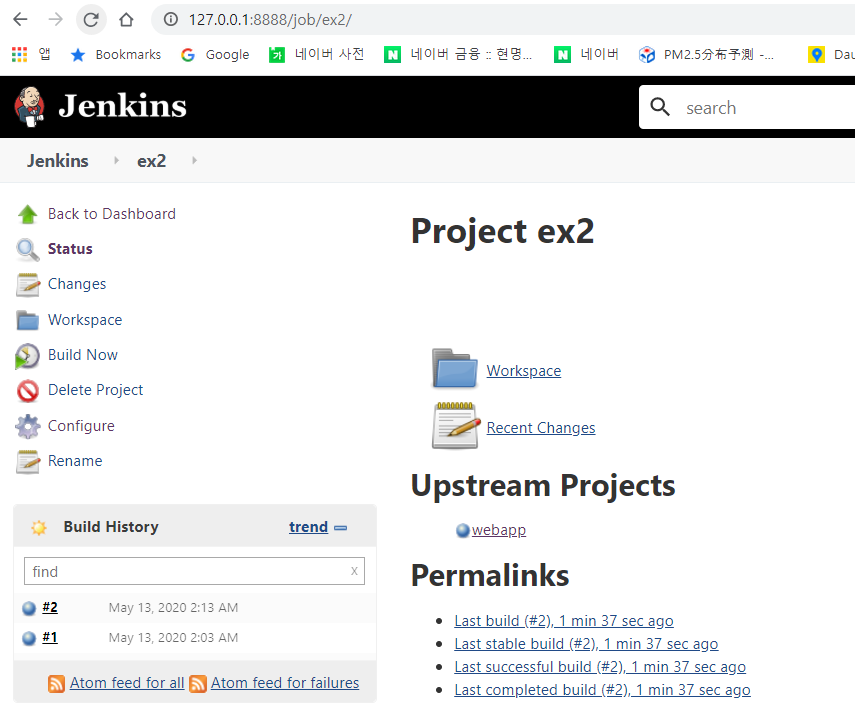 127.0.0.1:8888/job/ex2/
앱 Bookmarks Google 네이버 사전 네이버 금융 :: 현명... 네이버 PM2.5分布予測 -... Dau
Jenkins
search
Jenkins ex2
Back to Dashboard
Status
Changes
Workspace
Build Now
Delete Project
Configure
Rename
Build History trend
find x
#2 May 13, 2020 2:13 AM
#1 May 13, 2020 2:03 AM
Atom feed for all Atom feed for failures
Project ex2
Workspace
Recent Changes
Upstream Projects
webapp
Permalinks
Last build (#2), 1 min 37 sec ago
Last stable build (#2), 1 min 37 sec ago
Last successful build (#2), 1 min 37 sec ago
Last completed build (#2), 1 min 37 sec ago